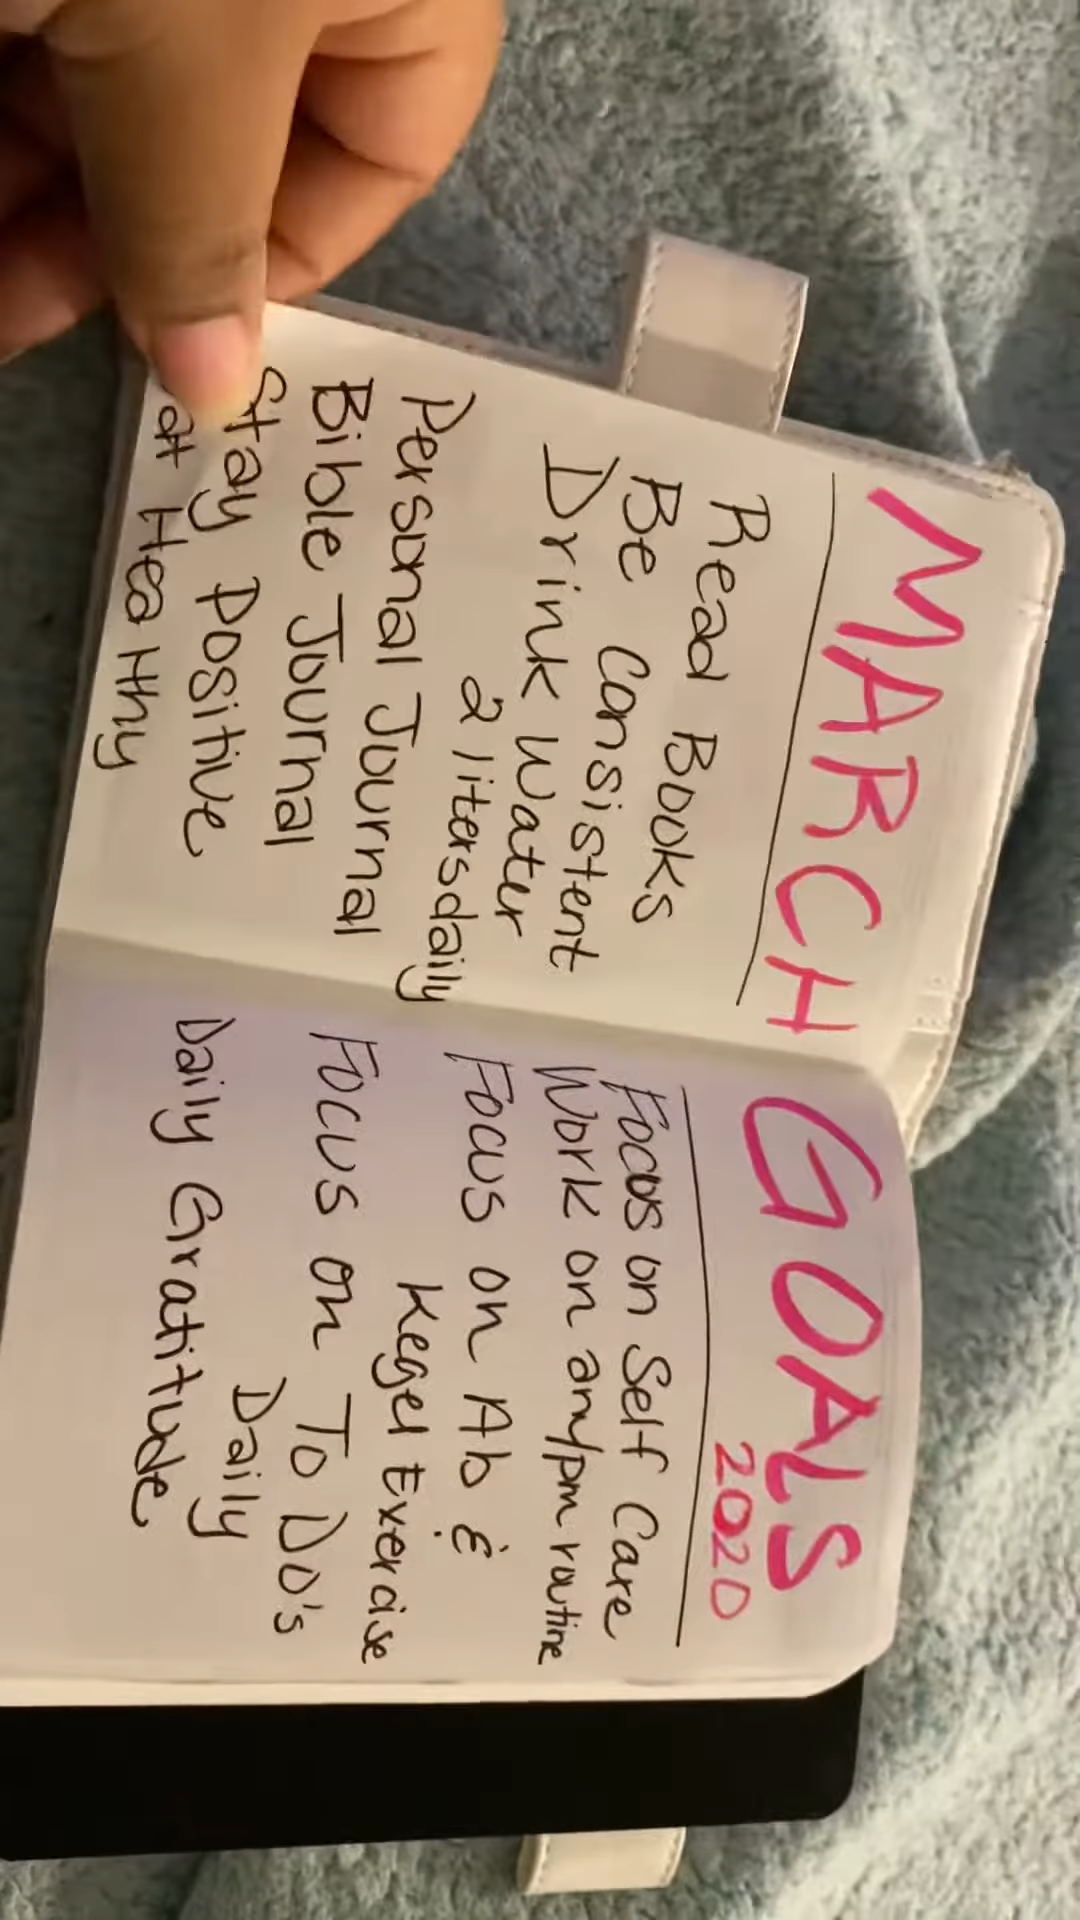 MARCH
Read Books
Be Consistent
Drink Water
2 liters daily
Personal Journal
Bible Journal
Stay Positive
at Healthy
GOALS
2020
Focus on Self Care
Work on am/pm routine
Focus on Ab &
Kegel Exercise
Focus on To Do's
Daily
Daily Gratitude